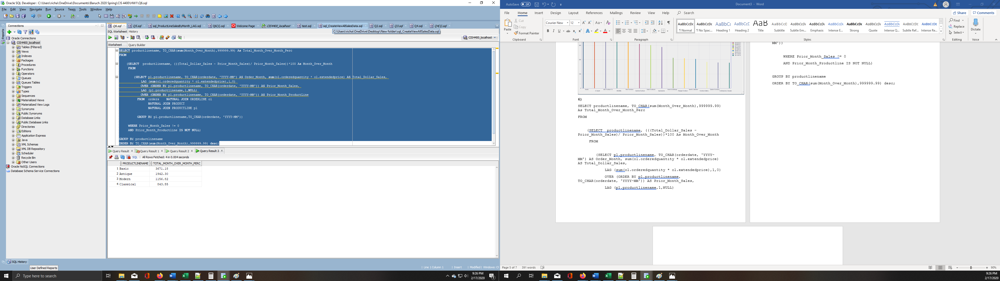 Oracle SQL Developer : C:\Users\richa\OneDrive\Documents\Baruch 2020 Spring\CIS 4400\HW1\Q6.sql
File Edit View Navigate Run Source Team Tools Window Help
Connections
Reports
Oracle Connections
CIS4400_localhost
Tables (Filtered)
Views
Indexes
Packages
Procedures
Functions
Operators
Queues
Queues Tables
Triggers
Types
Sequences
Materialized Views
Materialized View Logs
Synonyms
Public Synonyms
Database Links
Public Database Links
Directories
Editions
Application Express
Java
XML Schemas
XML DB Repository
Scheduler
Recycle Bin
Other Users
Oracle NoSQL Connections
Database Schema Service Connections
Q6.sql Q5.sql sql_ProductLineSalesByMonth_LAG.sql Q6(1).sql Welcome Page CIS4400_localhost test.sql sql_CreateViewAllSalesData.sql Q2.sql Q3.sql Q4.sql Q4(1).sql
SQL Worksheet History
C:\Users\richa\OneDrive\Desktop\New folder\sql_CreateViewAllSalesData.sql
CIS4400_localhost
Worksheet Query Builder
SELECT productlinename, TO_CHAR(sum(Month_Over_Month),999999.99) As Total_Month_Over_Month_Perc
FROM
(SELECT productlinename, (((Total_Dollar_Sales - Prior_Month_Sales)/ Prior_Month_Sales))*100 As Month_Over_Month
FROM
(SELECT pl.productlinename, TO_CHAR(orderdate, 'YYYY-MM') AS Order_Month, sum(ol.orderedquantity * ol.extendedprice) AS Total_Dollar_Sales,
LAG (sum(ol.orderedquantity * ol.extendedprice),1,0)
OVER (ORDER BY pl.productlinename, TO_CHAR(orderdate, 'YYYY-MM')) AS Prior_Month_Sales,
LAG (pl.productlinename,1,NULL)
OVER (ORDER BY pl.productlinename, TO_CHAR(orderdate, 'YYYY-MM')) AS Prior_Month_ProductLine
FROM orders NATURAL JOIN ORDERLINE ol
NATURAL JOIN PRODUCT
NATURAL JOIN PRODUCTLINE pl
GROUP BY pl.productlinename,TO_CHAR(orderdate, 'YYYY-MM'))
WHERE Prior_Month_Sales != 0
AND Prior_Month_Productline IS NOT NULL)
GROUP BY productlinename
ORDER BY TO_CHAR(sum(Month_Over_Month),999999.99) desc;
Query Result Query Result 1 Query Result 2 Query Result 3
SQL All Rows Fetched: 4 in 0.004 seconds
PRODUCTLINENAME TOTAL_MONTH_OVER_MONTH_PERC
1 Basic 3671.18
2 Antique 1942.30
3 Modern 1156.82
4 Classical 843.55
SQL History
User Defined Reports
Line 1 Column 1 Insert Modified Windows: CF
Type here to search
9:26 PM
2/17/2020
AutoSave Off
Document3 - Word
File Home Insert Design Layout References Mailings Review View Help Search
Share Comments
Paste
Cut
Copy
Format Painter
Clipboard
Courier New 12
Font
Paragraph
AaBbCcDc AaBbCcDc AaBbC( AaBbCcE AaB AaBbCcD AaBbCcDc AaBbCcDc AaBbCcDc AaBbCcDc AaBbCcDc AaBbCcDc AABBCCDC AABBCCDC
Normal No Spac... Heading 1 Heading 2 Title Subtitle Subtle Em... Emphasis Intense E... Strong Quote Intense Q... Subtle Ref... Intense Re...
Styles
Find
Replace
Select
Editing
Dictate
Voice
6)
SELECT productlinename, TO_CHAR(sum(Month_Over_Month),999999.99)
As Total_Month_Over_Month_Perc
FROM
(SELECT productlinename, (((Total_Dollar_Sales -
Prior_Month_Sales)/ Prior_Month_Sales))*100 As Month_Over_Month
FROM
(SELECT pl.productlinename, TO_CHAR(orderdate, 'YYYY-
MM') AS Order_Month, sum(ol.orderedquantity * ol.extendedprice)
AS Total_Dollar_Sales,
LAG (sum(ol.orderedquantity * ol.extendedprice),1,0)
OVER (ORDER BY pl.productlinename,
TO_CHAR(orderdate, 'YYYY-MM')) AS Prior_Month_Sales,
LAG (pl.productlinename,1,NULL)
MM'))
WHERE Prior_Month_Sales != 0
AND Prior_Month_Productline IS NOT NULL)
GROUP BY productlinename
ORDER BY TO_CHAR(sum(Month_Over_Month),999999.99) desc;
Page 5 of 7 391 words
90%
9:26 PM
2/17/2020